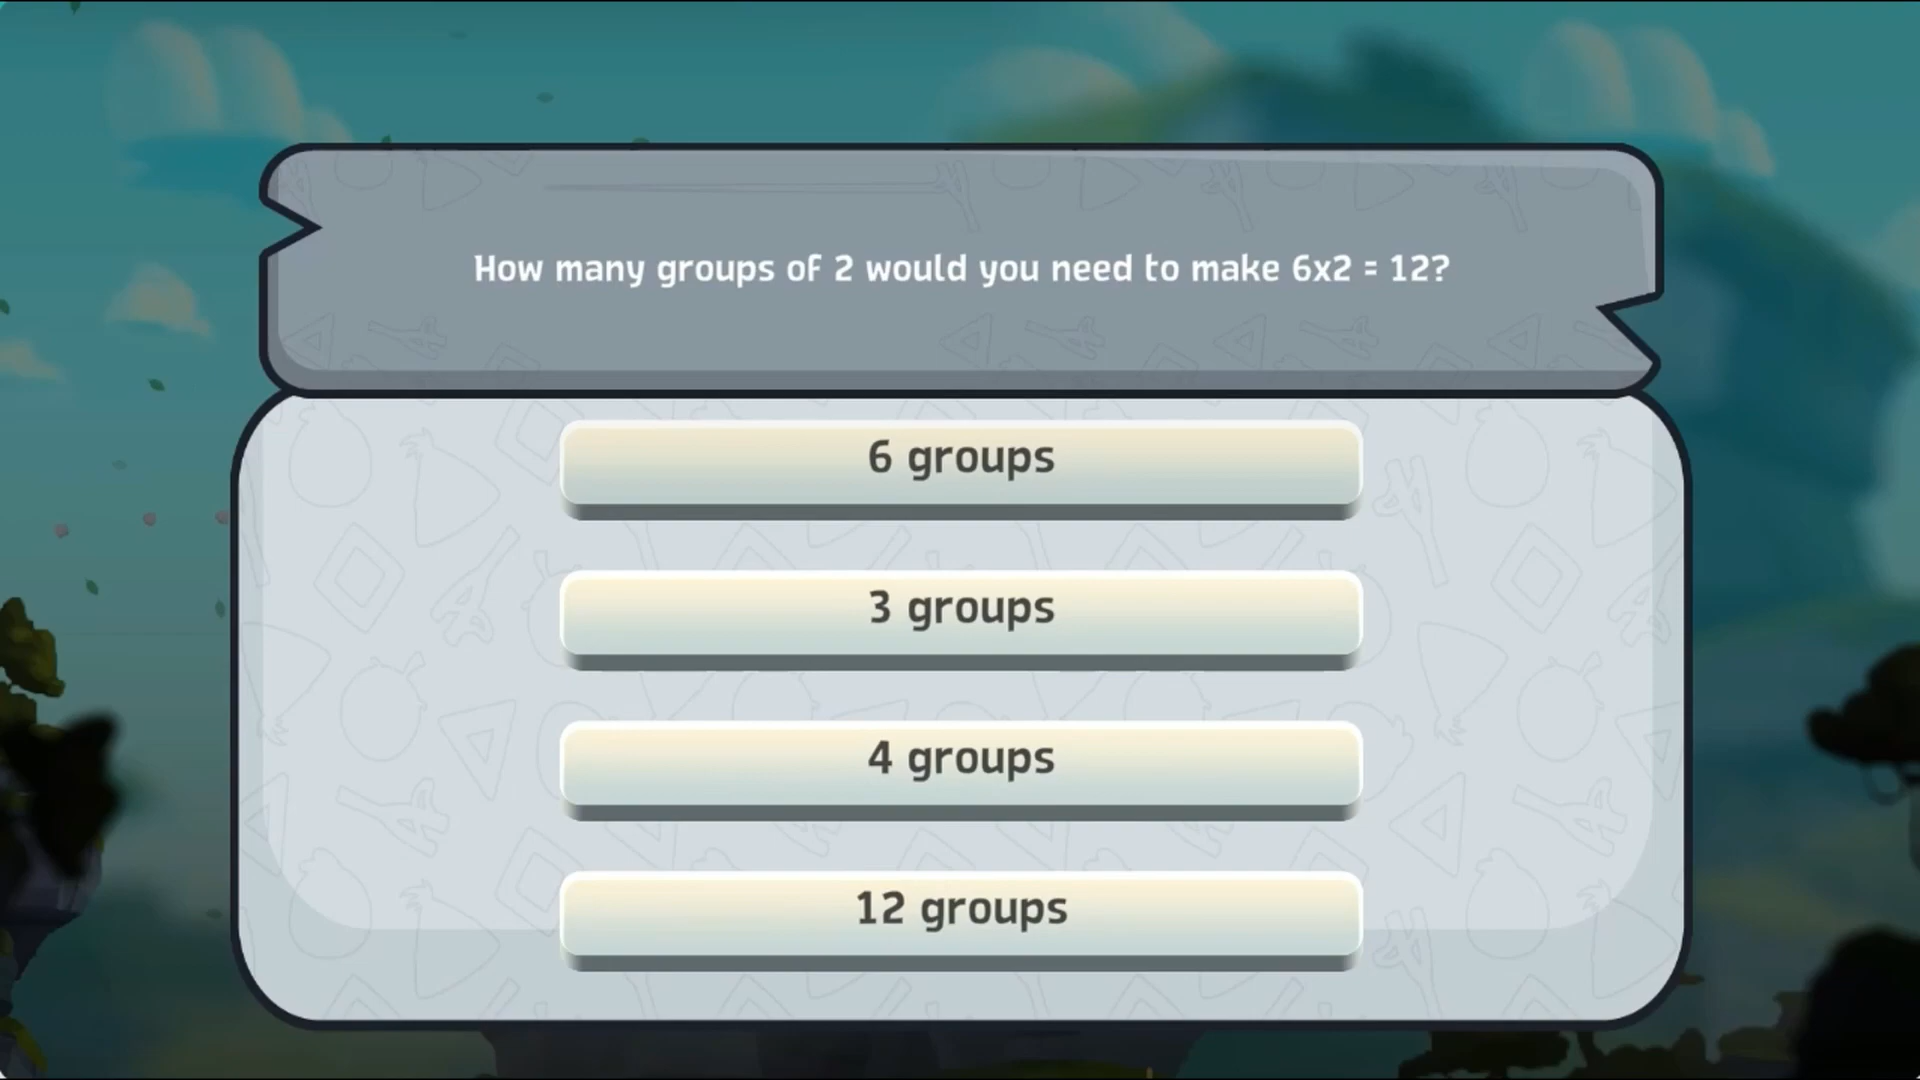 How many groups of 2 would you need to make 6x2 = 12?
6 groups
3 groups
4 groups
12 groups